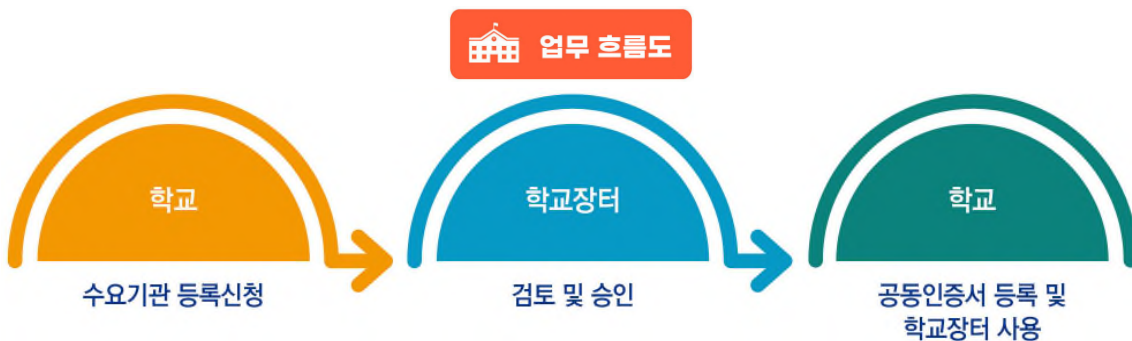 업무 흐름도
학교
수요기관 등록신청
학교장터
검토 및 승인
학교
공동인증서 등록 및
학교장터 사용